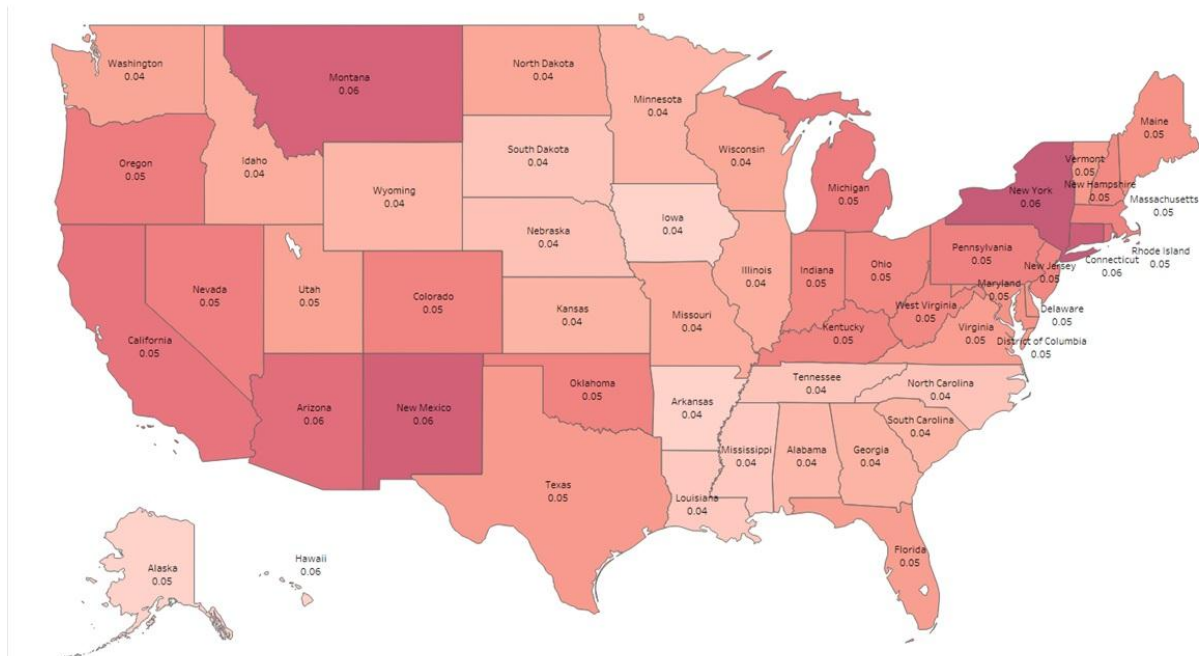 Washington
0.04
Montana
0.06
North Dakota
0.04
Minnesota
0.04
Maine
0.05
Oregon
0.05
Idaho
0.04
Wyoming
0.04
South Dakota
0.04
Wisconsin
0.04
Michigan
0.05
New York
0.06
Vermont
0.05
New Hampshire
0.05
Massachusetts
0.05
Rhode Island
0.05
Connecticut
0.06
Iowa
0.04
Nebraska
0.04
Pennsylvania
0.05
New Jersey
0.05
Nevada
0.05
Utah
0.05
Colorado
0.05
Kansas
0.04
Missouri
0.04
Illinois
0.04
Indiana
0.05
Ohio
0.05
West Virginia
0.05
Maryland
0.05
Delaware
0.05
District of Columbia
0.05
Virginia
0.05
Kentucky
0.05
California
0.05
Arizona
0.06
New Mexico
0.06
Oklahoma
0.05
Arkansas
0.04
Tennessee
0.04
North Carolina
0.04
South Carolina
0.04
Mississippi
0.04
Alabama
0.04
Georgia
0.04
Texas
0.05
Louisiana
0.04
Florida
0.05
Alaska
0.05
Hawaii
0.06